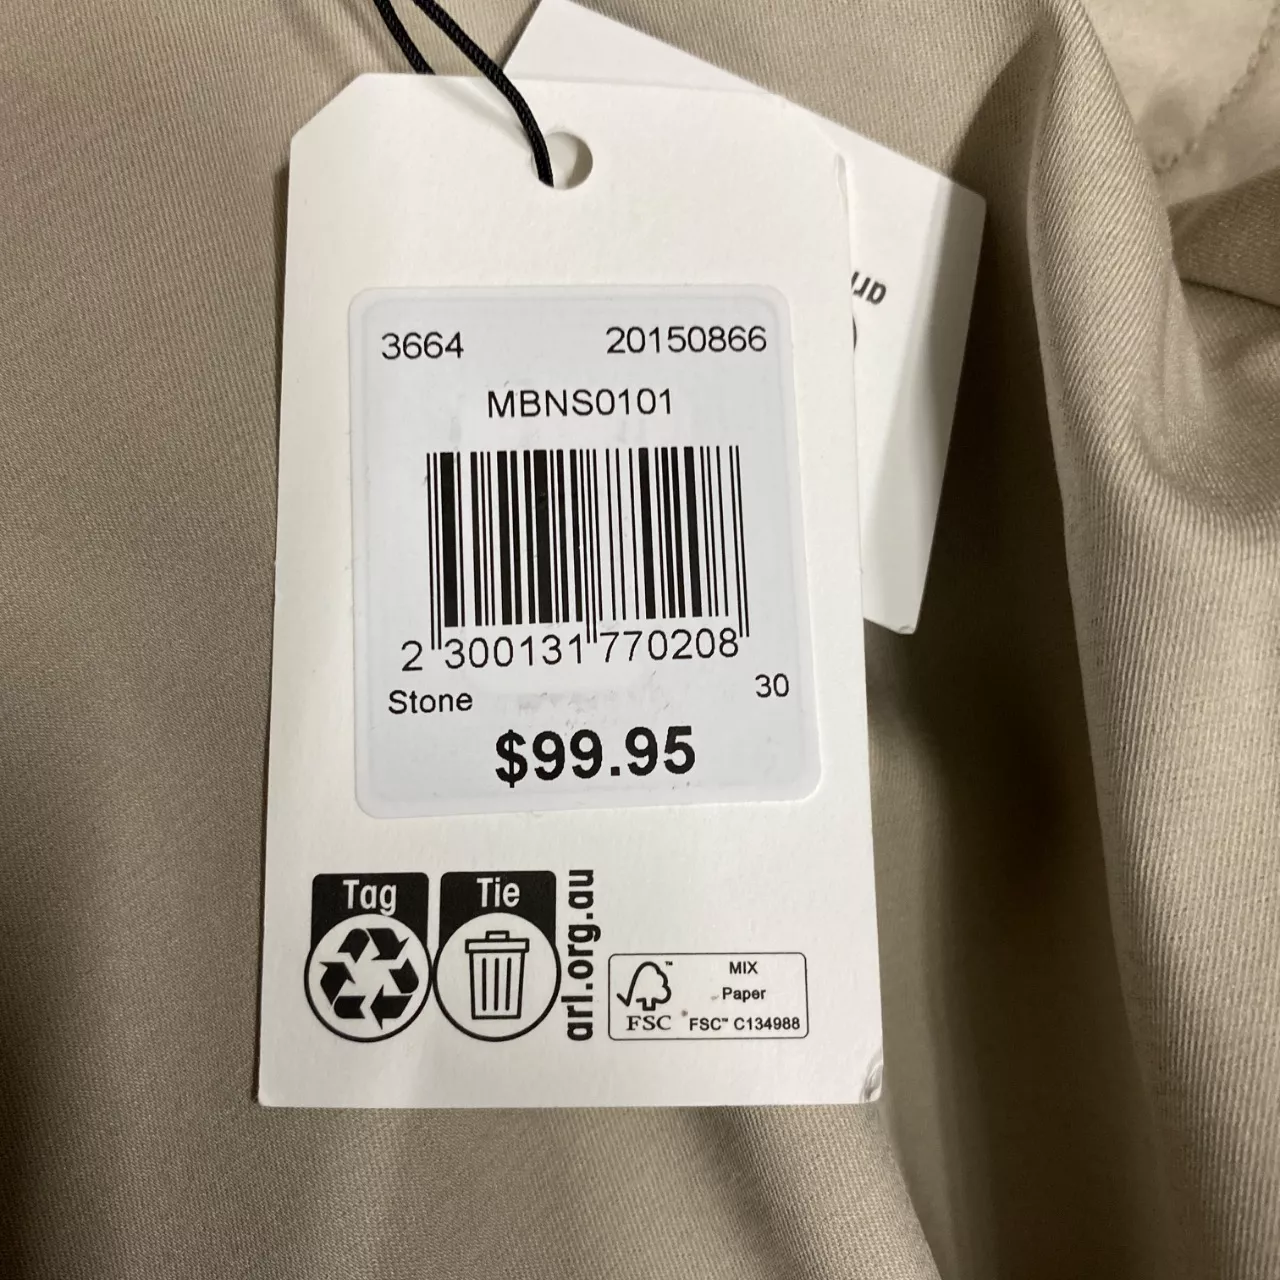 3664 20150866
MBNS0101
2 300131 770208
Stone 30
$99.95
Tag Tie
arl.org.au
MIX
Paper
FSC™ C134988
FSC